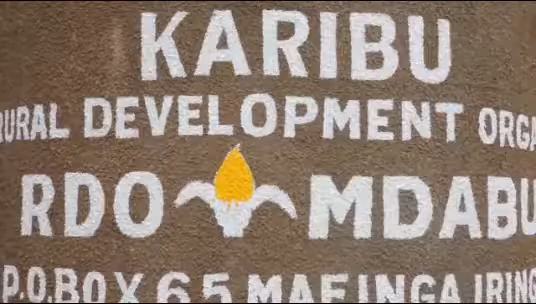 KARIBU
RURAL DEVELOPMENT ORGA
RDO MDABU
P.O.BOX 65 MAFINGA IRING